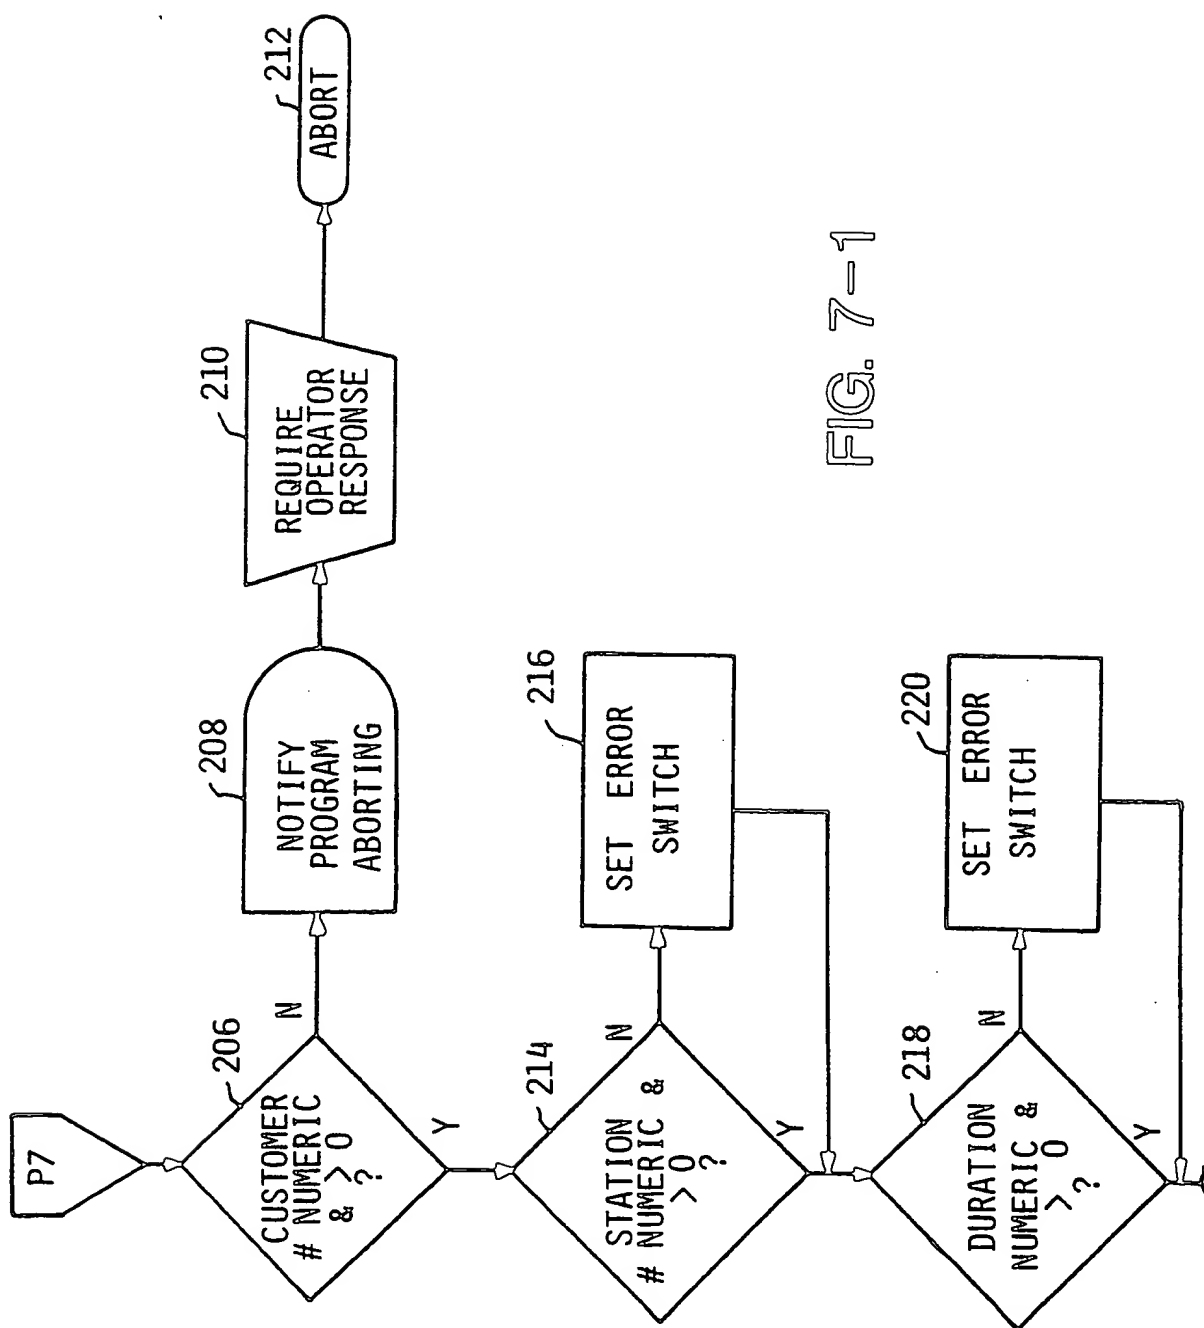 P7
206
CUSTOMER
# NUMERIC
& > 0
?
N
Y
208
NOTIFY
PROGRAM
ABORTING
210
REQUIRE
OPERATOR
RESPONSE
212
ABORT
214
STATION
# NUMERIC &
> 0
?
N
Y
216
SET ERROR
SWITCH
218
DURATION
NUMERIC &
> 0
?
N
Y
220
SET ERROR
SWITCH
FIG. 7-1